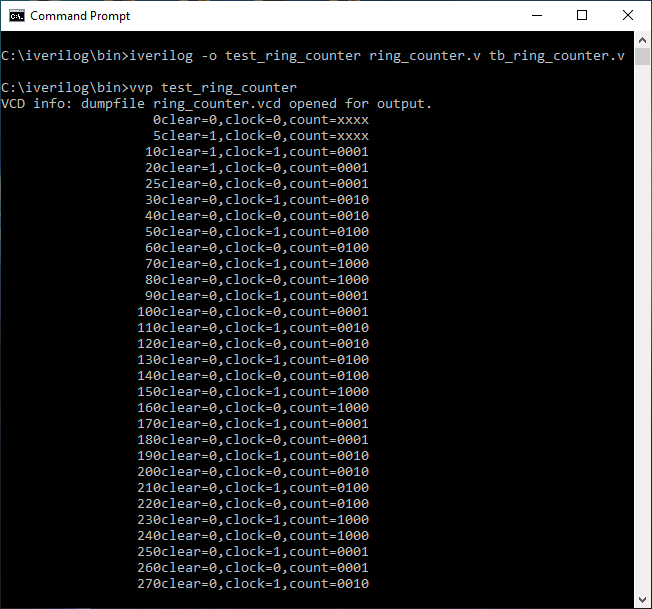 Command Prompt
C:\iverilog\bin>iverilog -o test_ring_counter ring_counter.v tb_ring_counter.v
C:\iverilog\bin>vvp test_ring_counter
VCD info: dumpfile ring_counter.vcd opened for output.
0clear=0,clock=0,count=xxxx
5clear=1,clock=0,count=xxxx
10clear=1,clock=1,count=0001
20clear=1,clock=0,count=0001
25clear=0,clock=0,count=0001
30clear=0,clock=1,count=0010
40clear=0,clock=0,count=0010
50clear=0,clock=1,count=0100
60clear=0,clock=0,count=0100
70clear=0,clock=1,count=1000
80clear=0,clock=0,count=1000
90clear=0,clock=1,count=0001
100clear=0,clock=0,count=0001
110clear=0,clock=1,count=0010
120clear=0,clock=0,count=0010
130clear=0,clock=1,count=0100
140clear=0,clock=0,count=0100
150clear=0,clock=1,count=1000
160clear=0,clock=0,count=1000
170clear=0,clock=1,count=0001
180clear=0,clock=0,count=0001
190clear=0,clock=1,count=0010
200clear=0,clock=0,count=0010
210clear=0,clock=1,count=0100
220clear=0,clock=0,count=0100
230clear=0,clock=1,count=1000
240clear=0,clock=0,count=1000
250clear=0,clock=1,count=0001
260clear=0,clock=0,count=0001
270clear=0,clock=1,count=0010